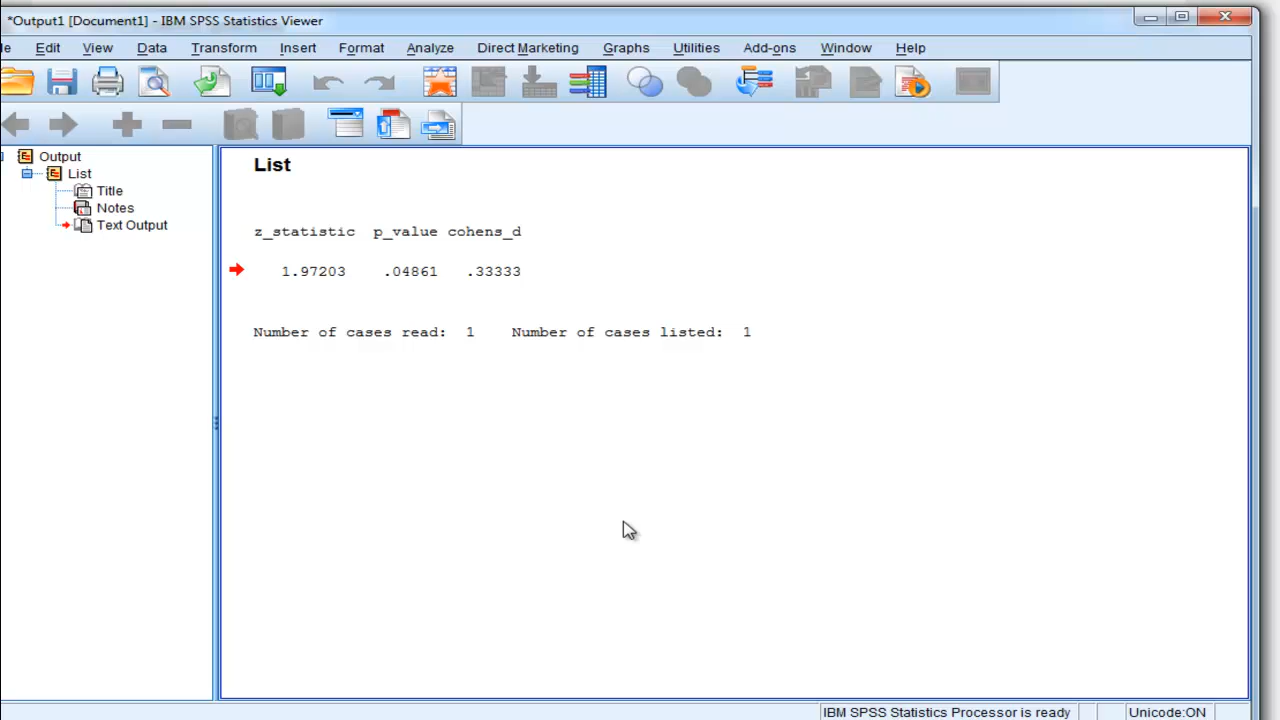 *Output1 [Document1] - IBM SPSS Statistics Viewer
le Edit View Data Transform Insert Format Analyze Direct Marketing Graphs Utilities Add-ons Window Help
Output
List
Title
Notes
Text Output
List
z_statistic p_value cohens_d
1.97203 .04861 .33333
Number of cases read: 1 Number of cases listed: 1
IBM SPSS Statistics Processor is ready Unicode:ON